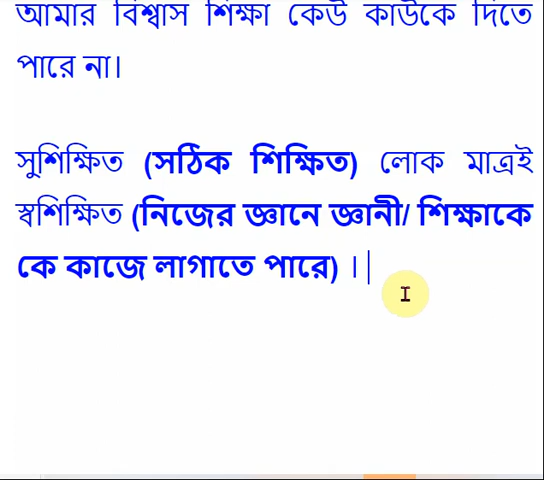 আমার বিশ্বাস শিক্ষা কেউ কাউকে দিতে
পারে না।
সুশিক্ষিত (সঠিক শিক্ষিত) লোক মাত্রই
স্বশিক্ষিত (নিজের জ্ঞানে জ্ঞানী/ শিক্ষাকে
কে কাজে লাগাতে পারে) ।